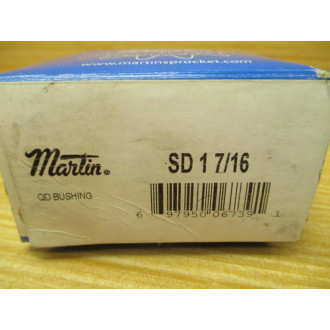 www.martinsprocket.com
Martin®
SD 1 7/16
QD BUSHING
6 97950 06739 1